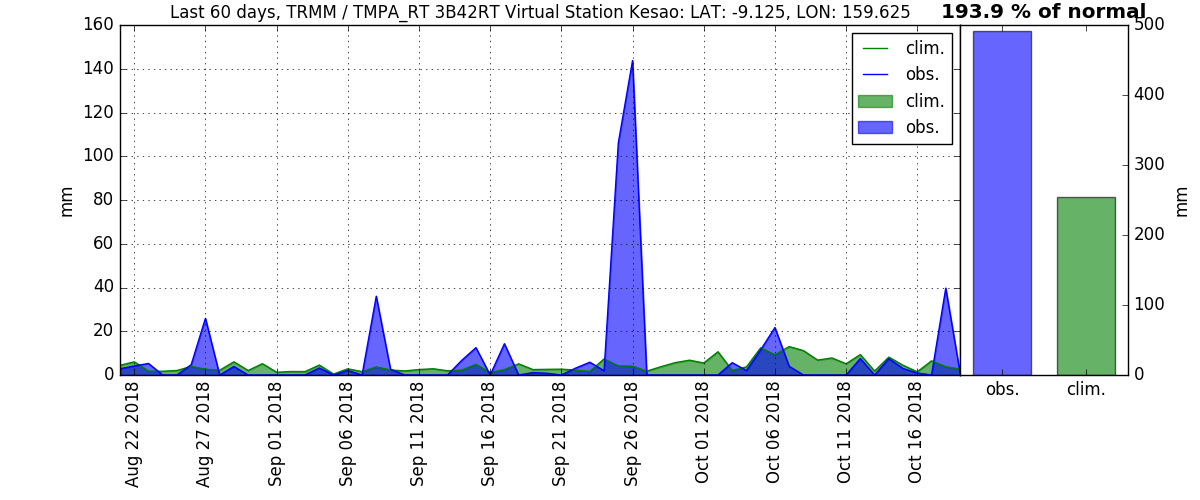 Last 60 days, TRMM / TMPA_RT 3B42RT Virtual Station Kesao: LAT: -9.125, LON: 159.625
193.9 % of normal
160
140
120
100
80
60
40
20
0
mm
clim.
obs.
clim.
obs.
500
400
300
200
100
0
mm
Aug 22 2018
Aug 27 2018
Sep 01 2018
Sep 06 2018
Sep 11 2018
Sep 16 2018
Sep 21 2018
Sep 26 2018
Oct 01 2018
Oct 06 2018
Oct 11 2018
Oct 16 2018
obs.
clim.